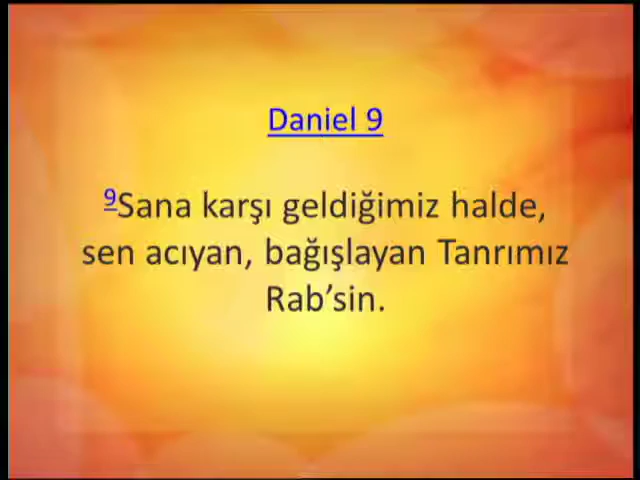 Daniel 9
9Sana karşı geldiğimiz halde,
sen acıyan, bağışlayan Tanrımız
Rab’sin.